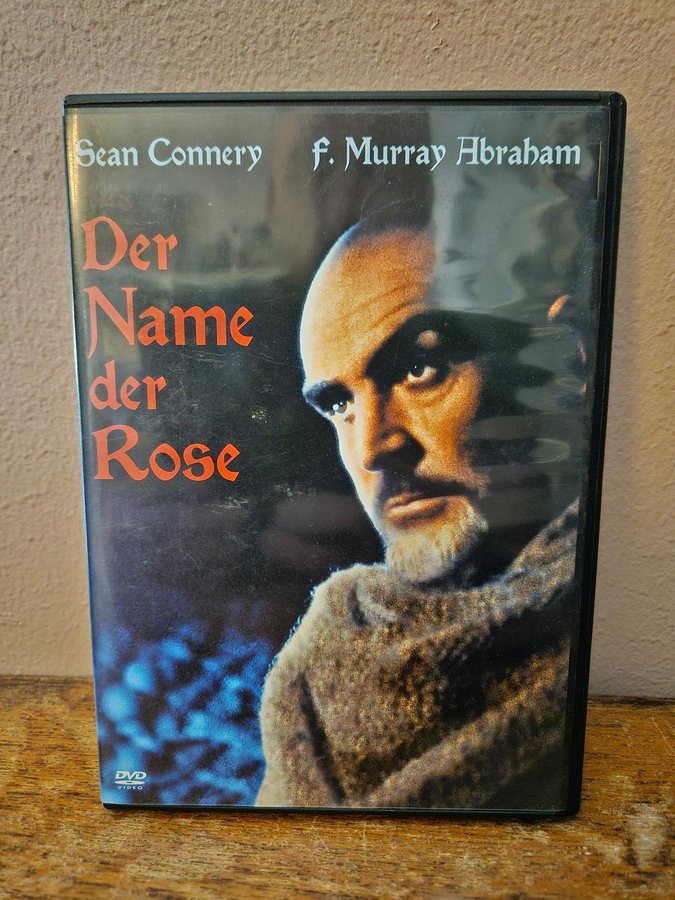 Sean Connery F. Murray Abraham
Der
Name
der
Rose
DVD
VIDEO